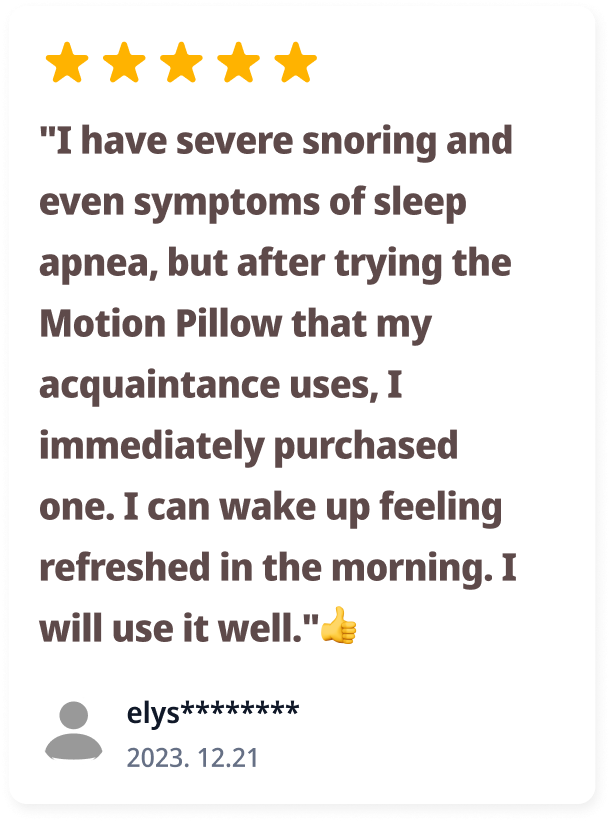 "I have severe snoring and
even symptoms of sleep
apnea, but after trying the
Motion Pillow that my
acquaintance uses, I
immediately purchased
one. I can wake up feeling
refreshed in the morning. I
will use it well."👍
elys********
2023. 12.21